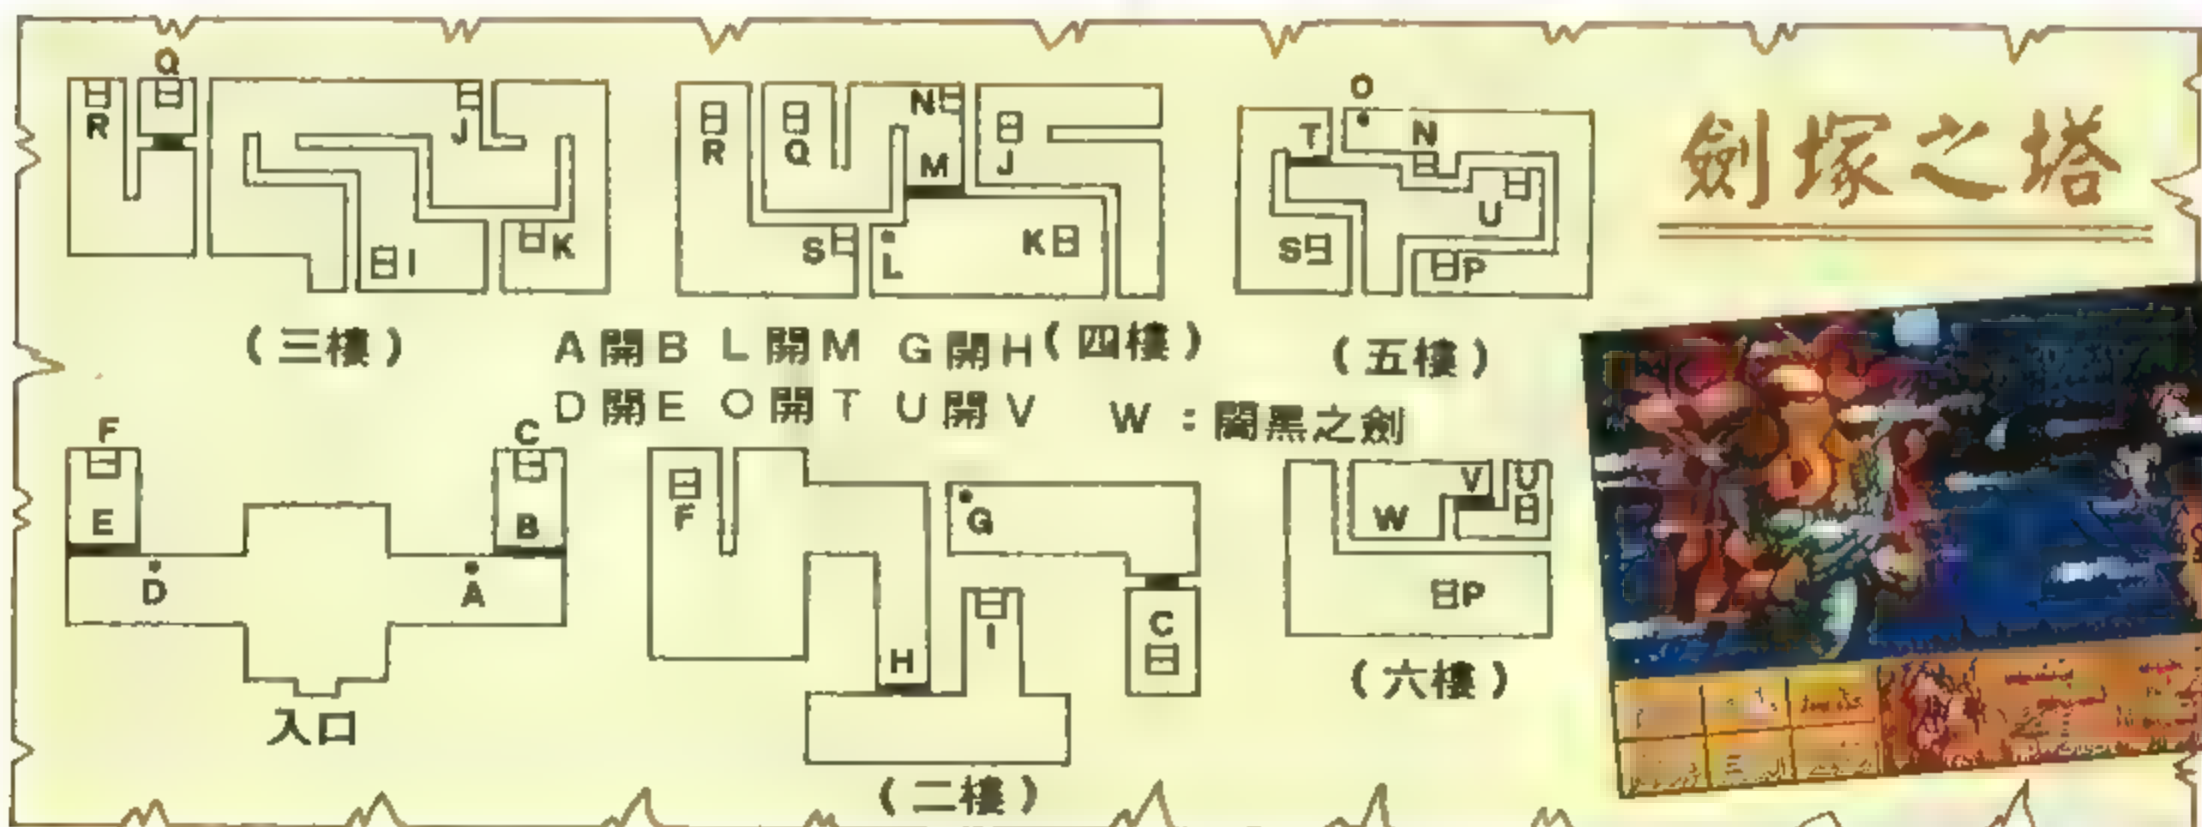 劍塚之塔
Q
R
J
I
K
(三樓)
R
Q
N
M
J
S
L
K
(四樓)
O
T
N
U
S
P
(五樓)
A開B L開M G開H
D開E O開T U開V W：闇黑之劍
F
E
D
C
B
A
入口
F
G
H
I
C
(二樓)
V
U
W
P
(六樓)